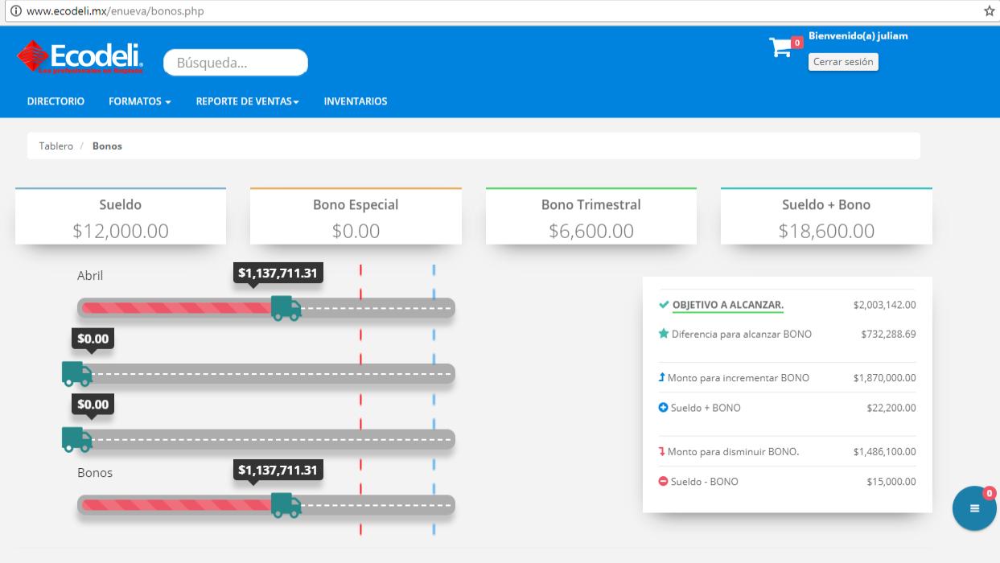 www.ecodeli.mx/enueva/bonos.php
Ecodeli®
Los profesionales en limpieza
Búsqueda...
0
Bienvenido(a) juliam
Cerrar sesión
DIRECTORIO FORMATOS REPORTE DE VENTAS INVENTARIOS
Tablero / Bonos
Sueldo
$12,000.00
Bono Especial
$0.00
Bono Trimestral
$6,600.00
Sueldo + Bono
$18,600.00
Abril
$1,137,711.31
$0.00
$0.00
Bonos
$1,137,711.31
OBJETIVO A ALCANZAR. $2,003,142.00
Diferencia para alcanzar BONO $732,288.69
Monto para incrementar BONO $1,870,000.00
Sueldo + BONO $22,200.00
Monto para disminuir BONO. $1,486,100.00
Sueldo - BONO $15,000.00
0